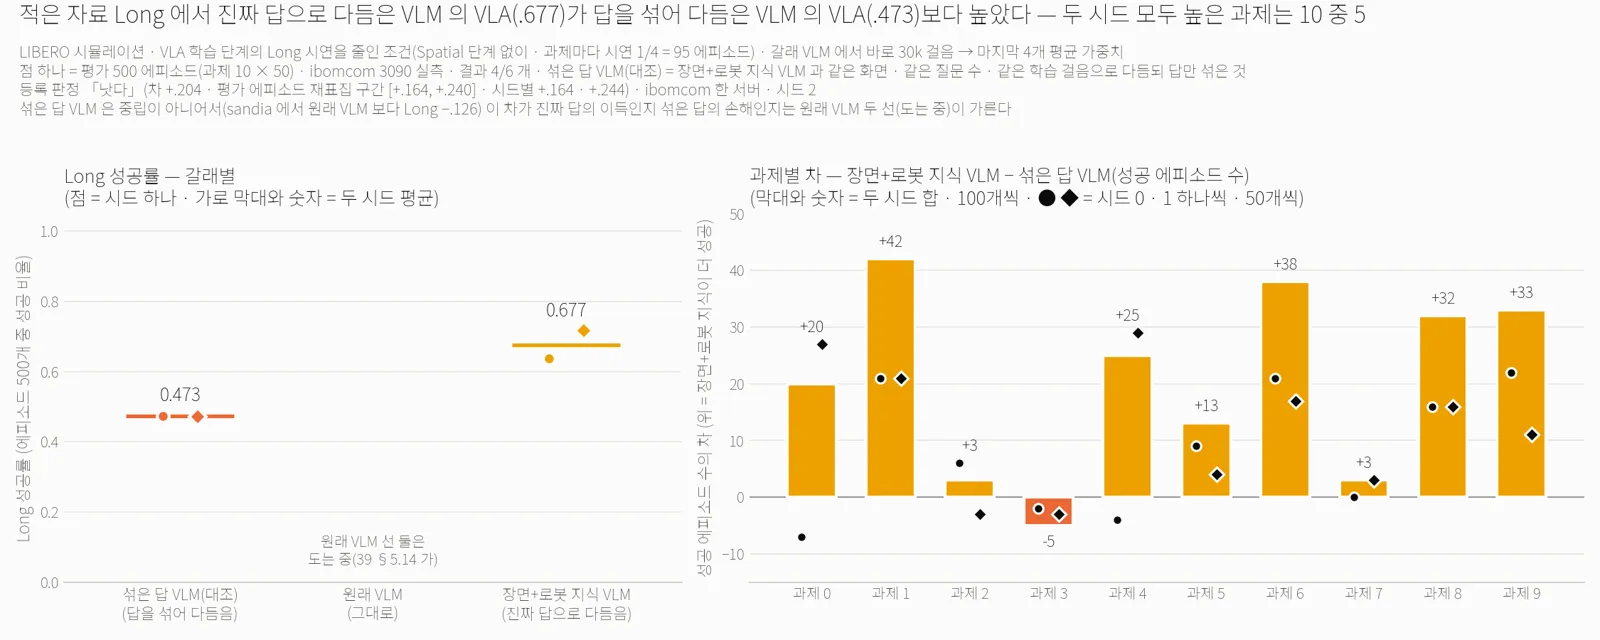 적은 자료 Long 에서 진짜 답으로 다듬은 VLM 의 VLA(.677)가 답을 섞어 다듬은 VLM 의 VLA(.473)보다 높았다 — 두 시드 모두 높은 과제는 10 중 5
LIBERO 시뮬레이션 · VLA 학습 단계의 Long 시연을 줄인 조건(Spatial 단계 없이 · 과제마다 시연 1/4 = 95 에피소드) · 갈래 VLM 에서 바로 30k 걸음 → 마지막 4개 평균 가중치
점 하나 = 평가 500 에피소드(과제 10 × 50) · ibomcom 3090 실측 · 결과 4/6 개 · 섞은 답 VLM(대조) = 장면+로봇 지식 VLM 과 같은 화면 · 같은 질문 수 · 같은 학습 걸음으로 다듬되 답만 섞은 것
등록 판정 「낫다」(차 +.204 · 평가 에피소드 재표집 구간 [+.164, +.240] · 시드별 +.164 · +.244) · ibomcom 한 서버 · 시드 2
섞은 답 VLM 은 중립이 아니어서(sandia 에서 원래 VLM 보다 Long −.126) 이 차가 진짜 답의 이득인지 섞은 답의 손해인지는 원래 VLM 두 선(도는 중)이 가른다
Long 성공률 — 갈래별
(점 = 시드 하나 · 가로 막대와 숫자 = 두 시드 평균)
Long 성공률 (에피소드 500개 중 성공 비율)
1.0
0.8
0.6
0.4
0.2
0.0
0.473
0.677
원래 VLM 선 둘은
도는 중(39 §5.14 가)
섞은 답 VLM(대조)
(답을 섞어 다듬음)
원래 VLM
(그대로)
장면+로봇 지식 VLM
(진짜 답으로 다듬음)
과제별 차 — 장면+로봇 지식 VLM − 섞은 답 VLM(성공 에피소드 수)
(막대와 숫자 = 두 시드 합 · 100개씩 · ●◆ = 시드 0 · 1 하나씩 · 50개씩)
성공 에피소드 수의 차 (위 = 장면+로봇 지식이 더 성공)
50
40
30
20
10
0
−10
+20
+42
+3
-5
+25
+13
+38
+3
+32
+33
과제 0
과제 1
과제 2
과제 3
과제 4
과제 5
과제 6
과제 7
과제 8
과제 9